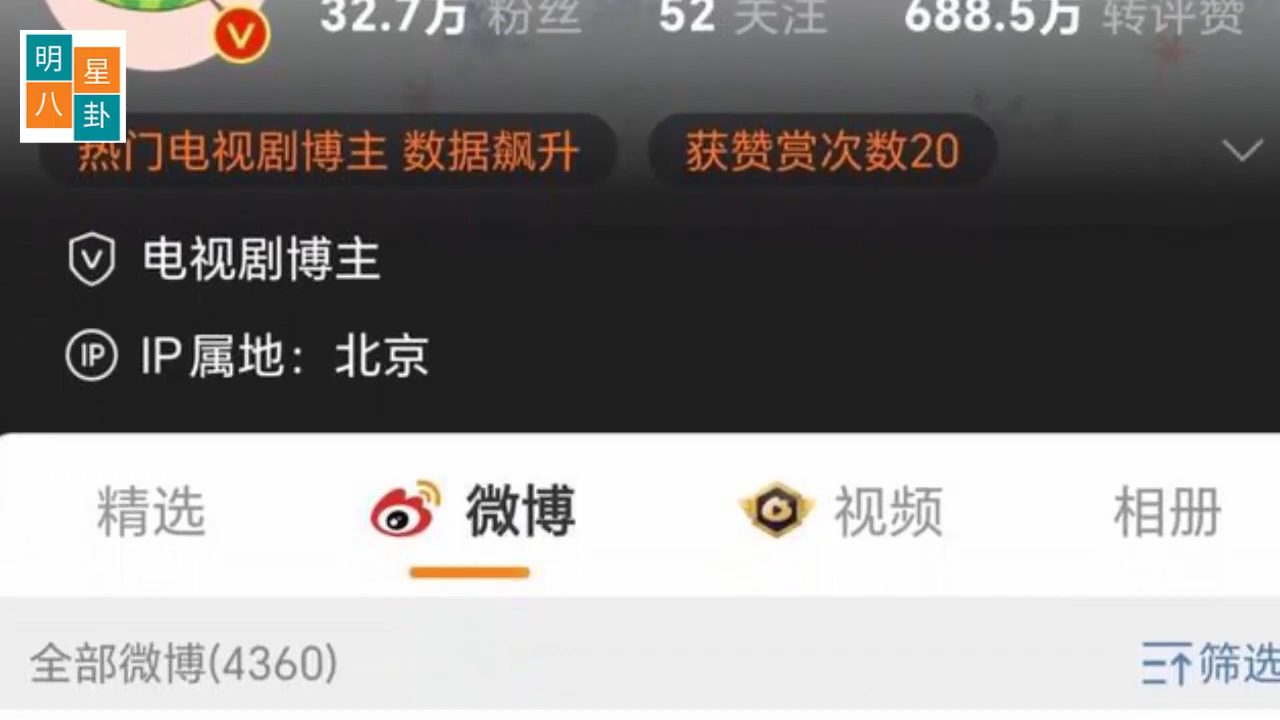 32.7万 粉丝 52 关注 688.5万 转评赞
明星八卦
热门电视剧博主 数据飙升 获赞赏次数20
电视剧博主
IP属地：北京
精选 微博 视频 相册
全部微博(4360) 筛选